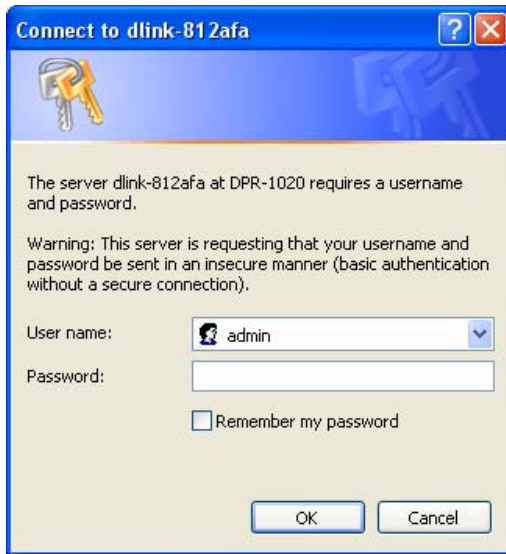 Connect to dlink-812afa
The server dlink-812afa at DPR-1020 requires a username
and password.
Warning: This server is requesting that your username and
password be sent in an insecure manner (basic authentication
without a secure connection).
User name:
admin
Password:
Remember my password
OK
Cancel